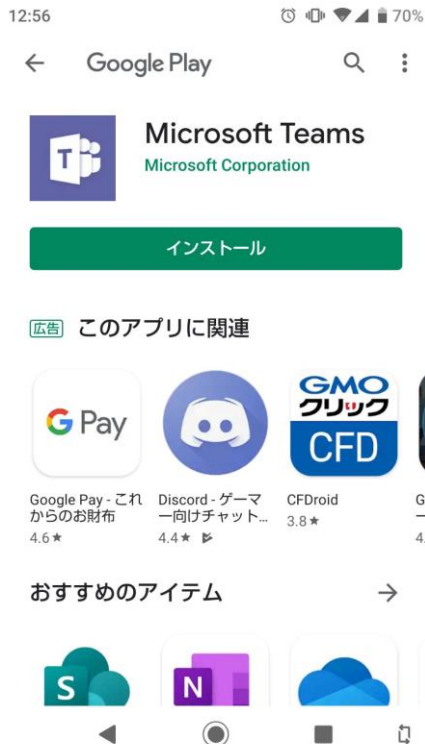 12:56
70%
Google Play
T
Microsoft Teams
Microsoft Corporation
インストール
広告 このアプリに関連
G Pay
GMO
クリック
CFD
Google Pay - これ
からのお財布
4.6★
Discord - ゲーマ
ー向けチャット...
4.4★
CFDroid
3.8★
G
ー
4.
おすすめのアイテム
S
N